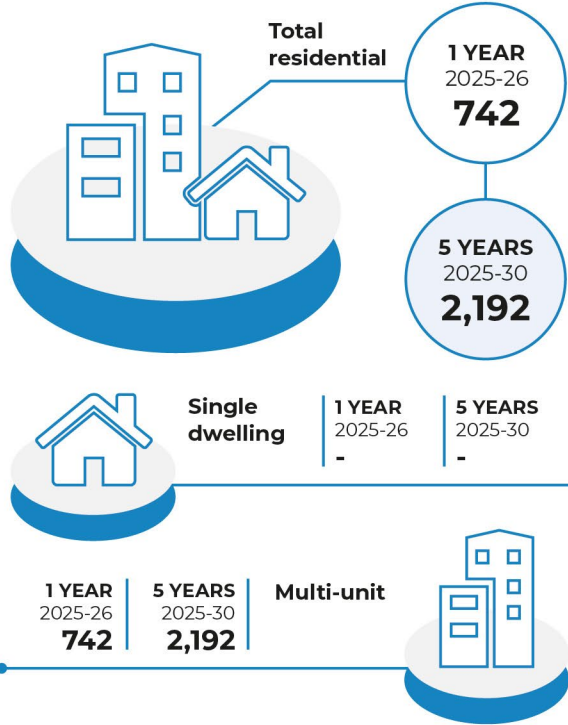 Total
residential
1 YEAR
2025-26
742
5 YEARS
2025-30
2,192
Single
dwelling
1 YEAR
2025-26
-
5 YEARS
2025-30
-
1 YEAR
2025-26
742
5 YEARS
2025-30
2,192
Multi-unit